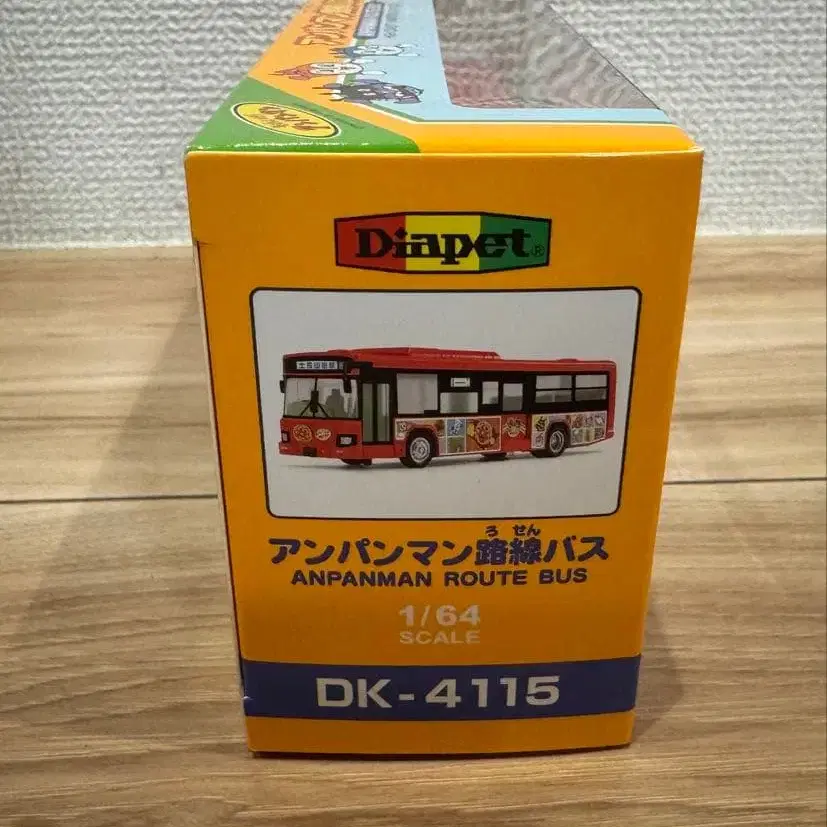 Diapet®
ろせん
アンパンマン路線バス
ANPANMAN ROUTE BUS
1/64
SCALE
DK-4115